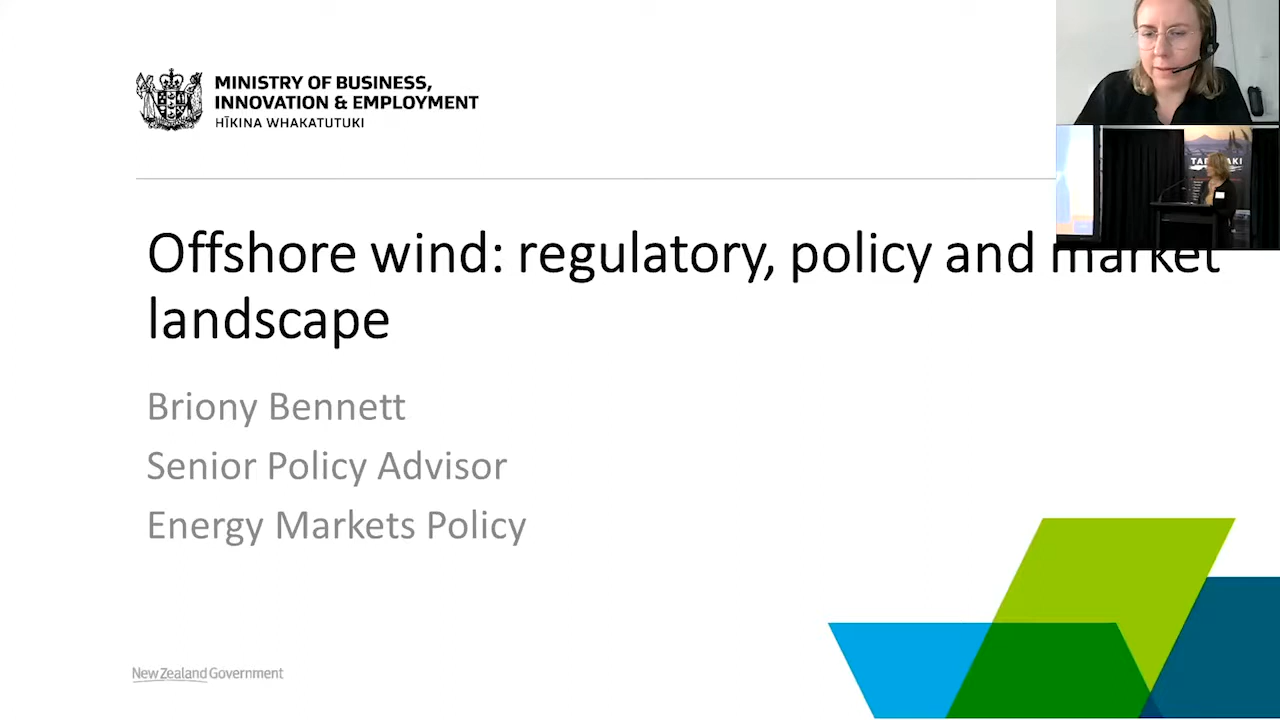 MINISTRY OF BUSINESS,
INNOVATION & EMPLOYMENT
HĪKINA WHAKATUTUKI
Offshore wind: regulatory, policy and market
landscape
Briony Bennett
Senior Policy Advisor
Energy Markets Policy
New Zealand Government